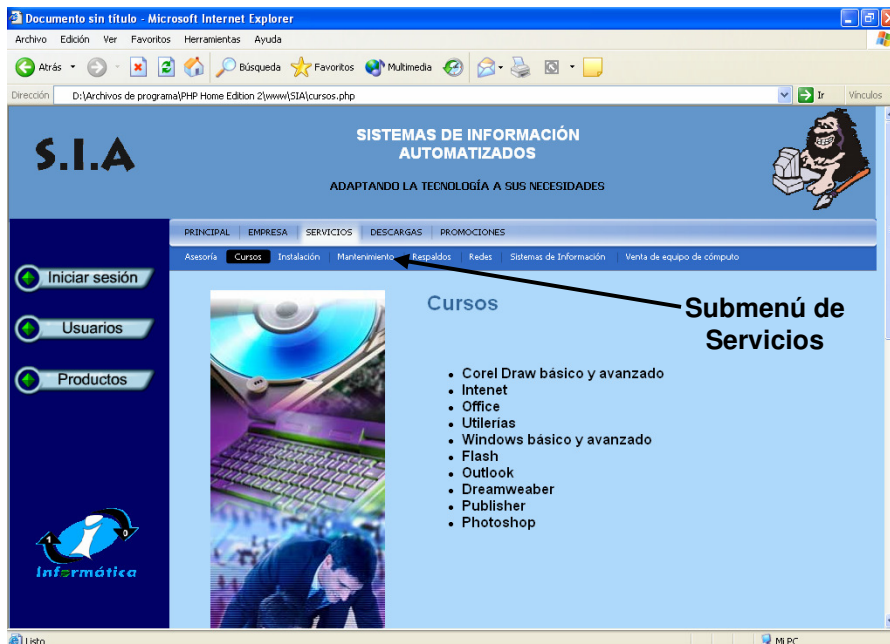 Documento sin título - Microsoft Internet Explorer
Archivo Edición Ver Favoritos Herramientas Ayuda
Atrás Búsqueda Favoritos Multimedia
Dirección D:\Archivos de programa\PHP Home Edition 2\www\SIA\cursos.php Ir Vínculos
S.I.A
SISTEMAS DE INFORMACIÓN
AUTOMATIZADOS
ADAPTANDO LA TECNOLOGÍA A SUS NECESIDADES
PRINCIPAL EMPRESA SERVICIOS DESCARGAS PROMOCIONES
Asesoría Cursos Instalación Mantenimiento Respaldos Redes Sistemas de Información Venta de equipo de cómputo
Iniciar sesión
Usuarios
Productos
Cursos
Submenú de
Servicios
• Corel Draw básico y avanzado
• Intenet
• Office
• Utilerías
• Windows básico y avanzado
• Flash
• Outlook
• Dreamweaber
• Publisher
• Photoshop
1 i 0
Informática
Listo Mi PC